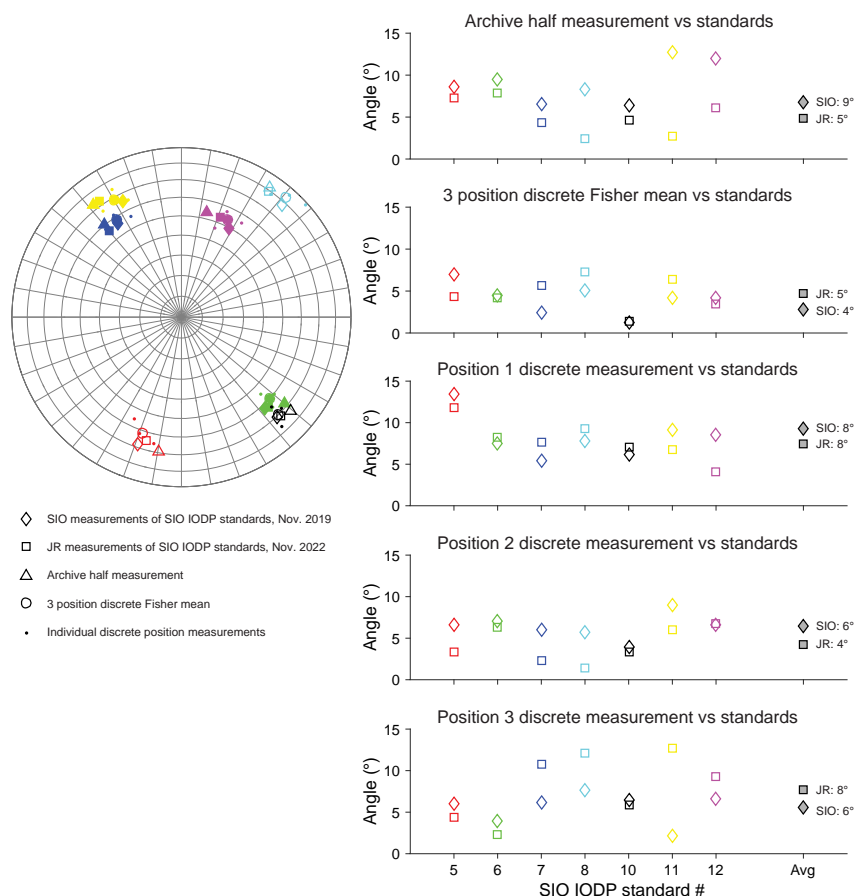 Archive half measurement vs standards
15
10
5
0
Angle (°)
SIO: 9°
JR: 5°
3 position discrete Fisher mean vs standards
15
10
5
0
Angle (°)
JR: 5°
SIO: 4°
Position 1 discrete measurement vs standards
15
10
5
0
Angle (°)
SIO: 8°
JR: 8°
SIO measurements of SIO IODP standards, Nov. 2019
JR measurements of SIO IODP standards, Nov. 2022
Archive half measurement
3 position discrete Fisher mean
Individual discrete position measurements
Position 2 discrete measurement vs standards
15
10
5
0
Angle (°)
SIO: 6°
JR: 4°
Position 3 discrete measurement vs standards
15
10
5
0
Angle (°)
JR: 8°
SIO: 6°
5 6 7 8 10 11 12 Avg
SIO IODP standard #